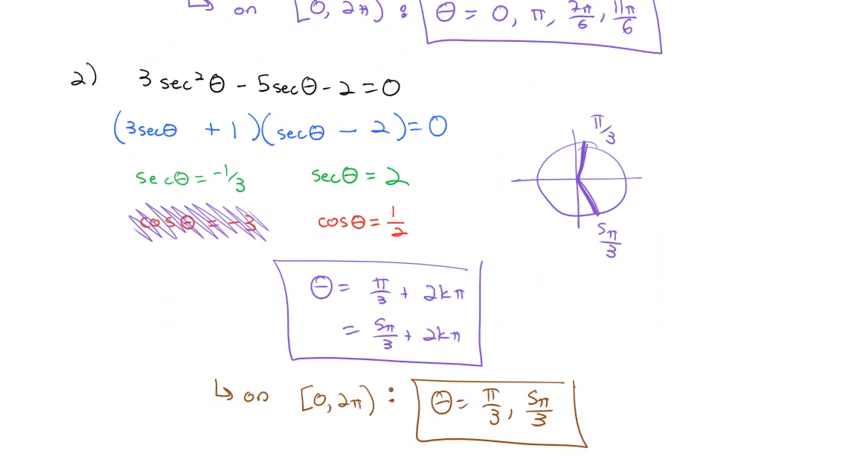 ↳ on [0, 2π) : θ = 0, π, 7π/6, 11π/6
2) 3 sec²θ - 5secθ - 2 = 0
(3secθ + 1)(secθ - 2) = 0
secθ = -1/3 secθ = 2
cosθ = -3 cosθ = 1/2
π/3
5π/3
θ = π/3 + 2kπ
= 5π/3 + 2kπ
↳ on [0, 2π) : θ = π/3, 5π/3